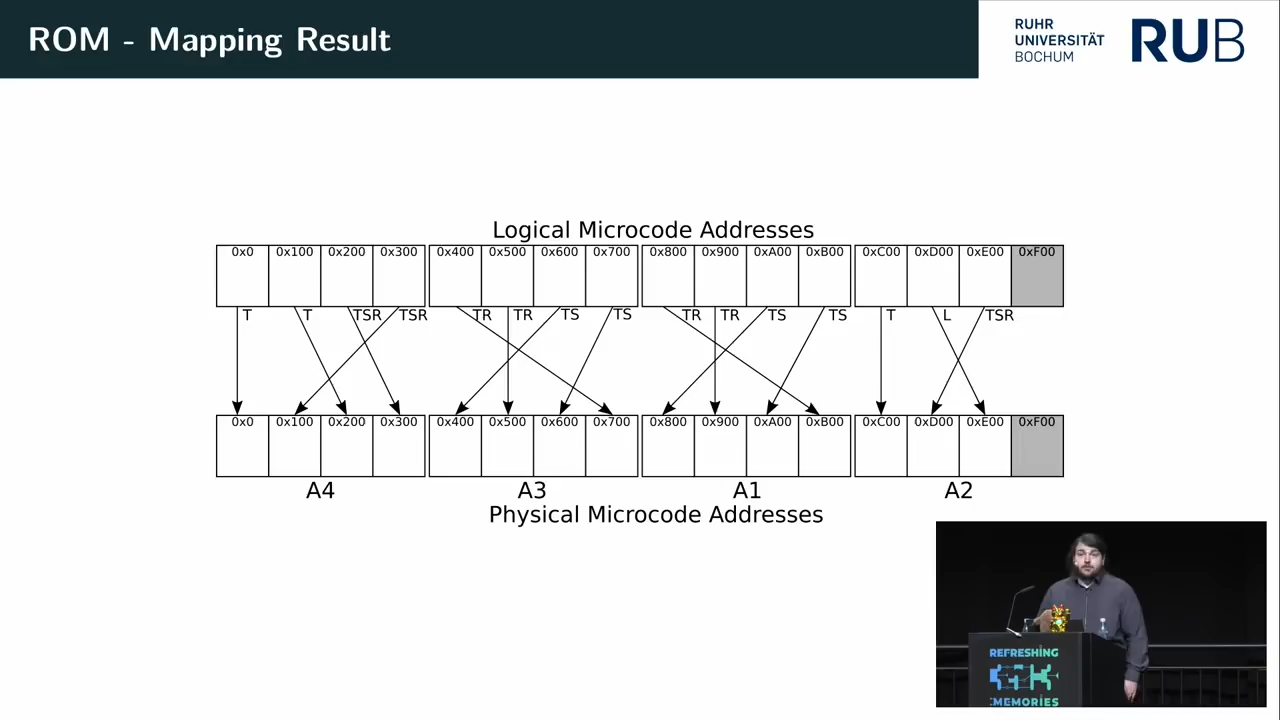 ROM - Mapping Result
RUHR
UNIVERSITÄT
BOCHUM
RUB
Logical Microcode Addresses
0x0 0x100 0x200 0x300 0x400 0x500 0x600 0x700 0x800 0x900 0xA00 0xB00 0xC00 0xD00 0xE00 0xF00
T T TSR TSR TR TR TS TS TR TR TS TS T L TSR
0x0 0x100 0x200 0x300 0x400 0x500 0x600 0x700 0x800 0x900 0xA00 0xB00 0xC00 0xD00 0xE00 0xF00
A4 A3 A1 A2
Physical Microcode Addresses
REFRESHING
MEMORIES